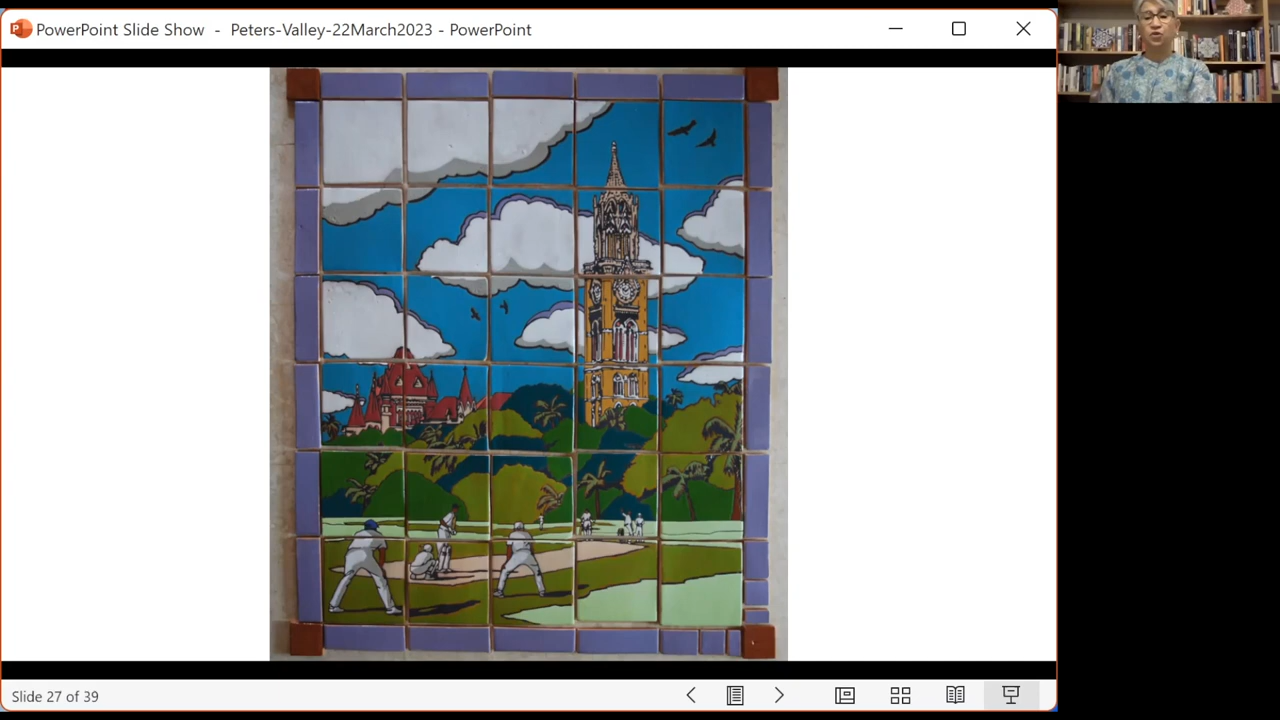 PowerPoint Slide Show - Peters-Valley-22March2023 - PowerPoint
Slide 27 of 39